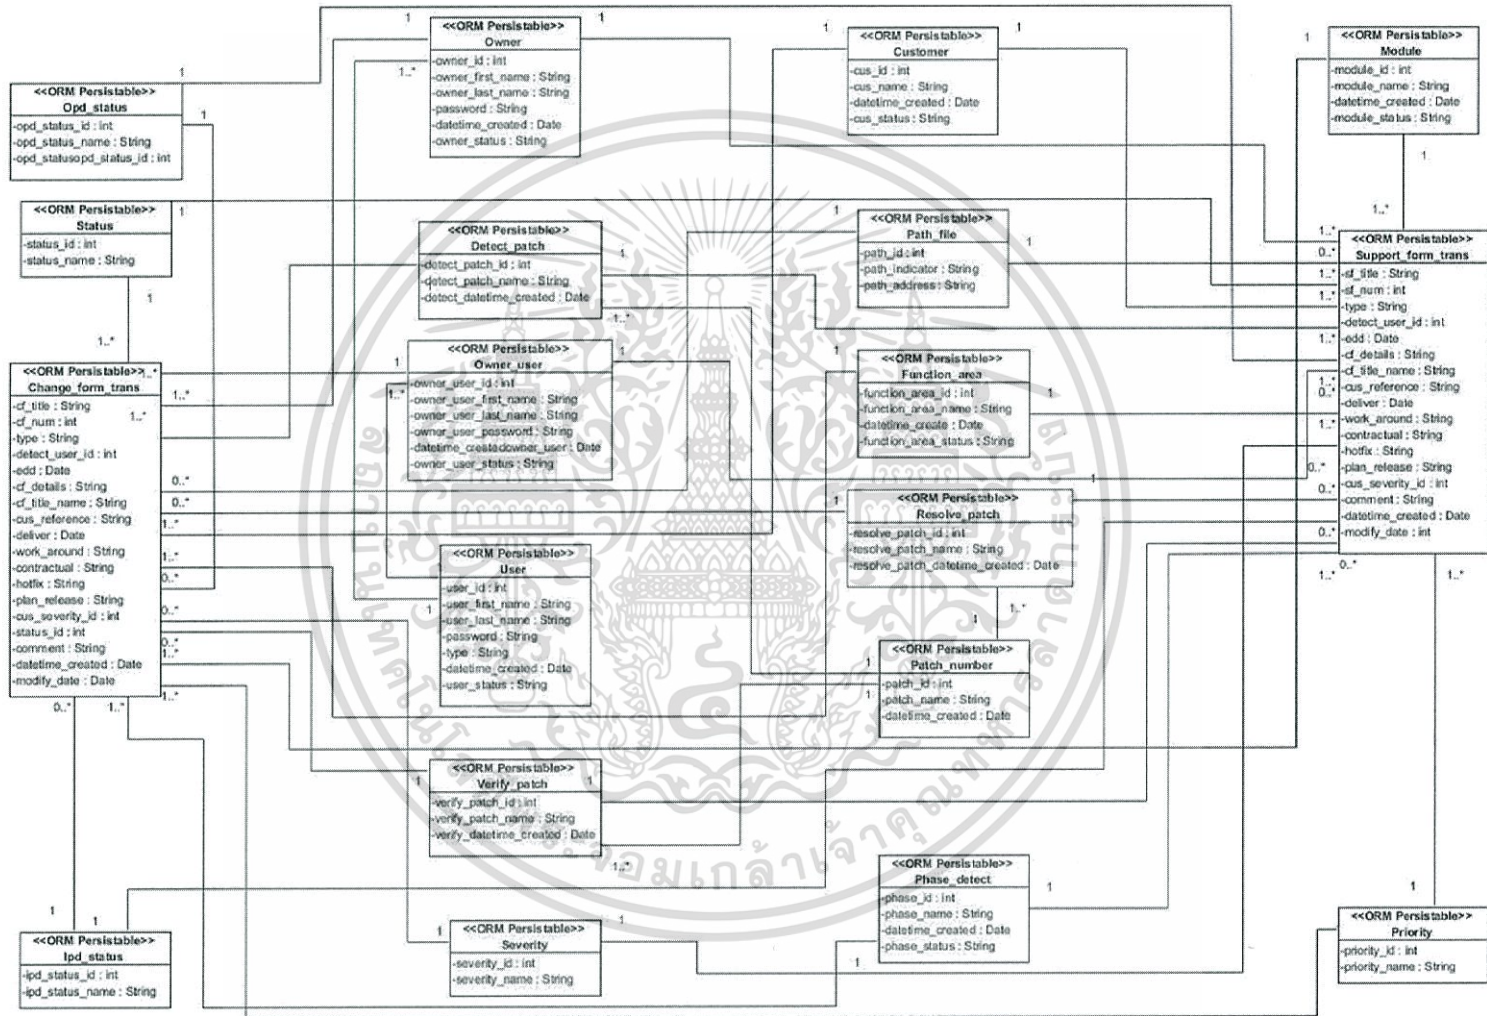 <<ORM Persistable>>
Owner
-owner_id : int
-owner_first_name : String
-owner_last_name : String
-password : String
-datetime_created : Date
-owner_status : String
<<ORM Persistable>>
Customer
-cus_id : int
-cus_name : String
-datetime_created : Date
-cus_status : String
<<ORM Persistable>>
Module
-module_id : int
-module_name : String
-datetime_created : Date
-module_status : String
<<ORM Persistable>>
Opd_status
-opd_status_id : int
-opd_status_name : String
-opd_statusopd_status_id : int
<<ORM Persistable>>
Status
-status_id : int
-status_name : String
<<ORM Persistable>>
Detect_patch
-detect_patch_id : int
-detect_patch_name : String
-detect_datetime_created : Date
<<ORM Persistable>>
Path_file
-path_id : int
-path_indicator : String
-path_address : String
<<ORM Persistable>>
Support_form_trans
-sf_title : String
-sf_num : int
-type : String
-detect_user_id : int
-edd : Date
-cf_details : String
-cf_title_name : String
-cus_reference : String
-deliver : Date
-work_around : String
-contractual : String
-hotfix : String
-plan_release : String
-cus_severity_id : int
-comment : String
-datetime_created : Date
-modify_date : int
<<ORM Persistable>>
Change_form_trans
-cf_title : String
-cf_num : int
-type : String
-detect_user_id : int
-edd : Date
-cf_details : String
-cf_title_name : String
-cus_reference : String
-deliver : Date
-work_around : String
-contractual : String
-hotfix : String
-plan_release : String
-cus_severity_id : int
-status_id : int
-comment : String
-datetime_created : Date
-modify_date : Date
<<ORM Persistable>>
Owner_user
-owner_user_id : int
-owner_user_first_name : String
-owner_user_last_name : String
-owner_user_password : String
-datetime_createdowner_user : Date
-owner_user_status : String
<<ORM Persistable>>
Function_area
-function_area_id : int
-function_area_name : String
-datetime_create : Date
-function_area_status : String
<<ORM Persistable>>
Resolve_patch
-resolve_patch_id : int
-resolve_patch_name : String
-resolve_patch_datetime_created : Date
<<ORM Persistable>>
User
-user_id : int
-user_first_name : String
-user_last_name : String
-password : String
-type : String
-datetime_created : Date
-user_status : String
<<ORM Persistable>>
Patch_number
-patch_id : int
-patch_name : String
-datetime_created : Date
<<ORM Persistable>>
Verify_patch
-verify_patch_id : int
-verify_patch_name : String
-verify_datetime_created : Date
<<ORM Persistable>>
Phase_detect
-phase_id : int
-phase_name : String
-datetime_created : Date
-phase_status : String
<<ORM Persistable>>
Ipd_status
-ipd_status_id : int
-ipd_status_name : String
<<ORM Persistable>>
Severity
-severity_id : int
-severity_name : String
<<ORM Persistable>>
Priority
-priority_id : int
-priority_name : String